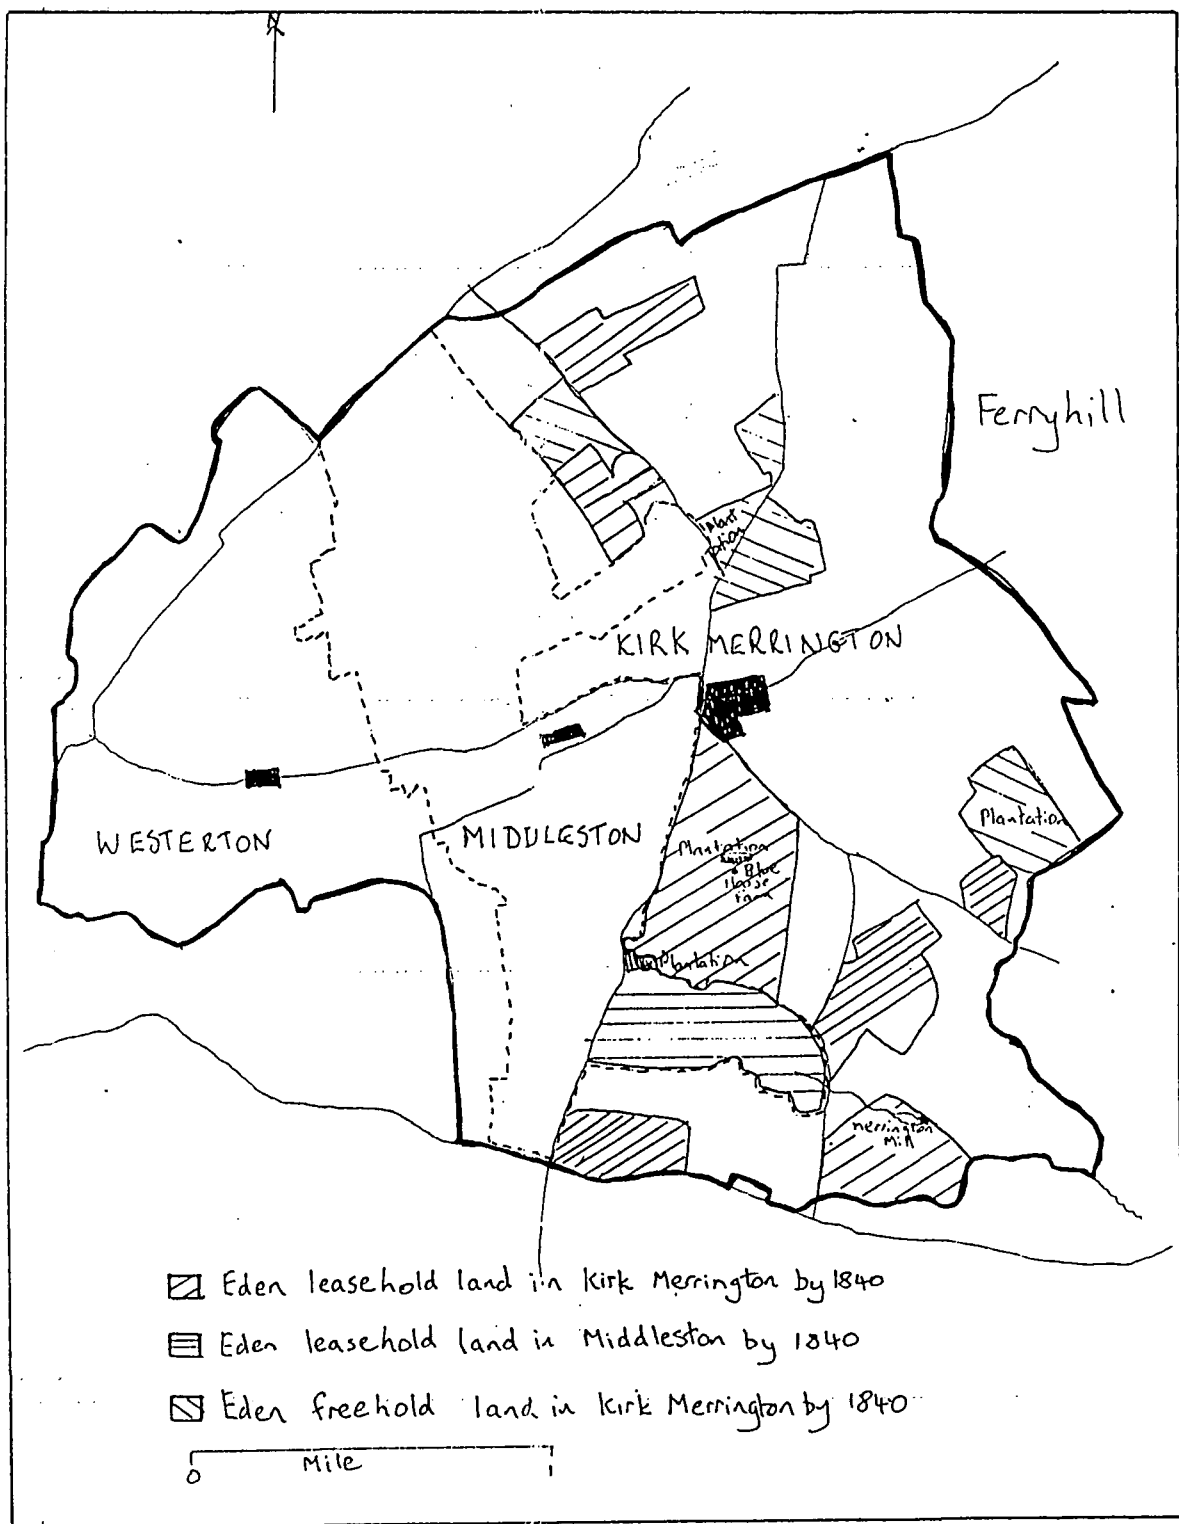 N
Ferryhill
Plant
ation
KIRK MERRINGTON
Plantation
WESTERTON
MIDDLESTON
Plantation
Blue
House
Farm
Plantation
Merrington
Mill
Eden leasehold land in Kirk Merrington by 1840
Eden leasehold land in Middleston by 1840
Eden freehold land in Kirk Merrington by 1840
Mile
0 1